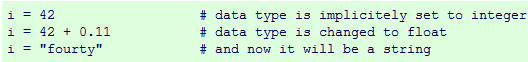 i = 42                  # data type is implicitely set to integer
i = 42 + 0.11           # data type is changed to float
i = "fourty"            # and now it will be a string